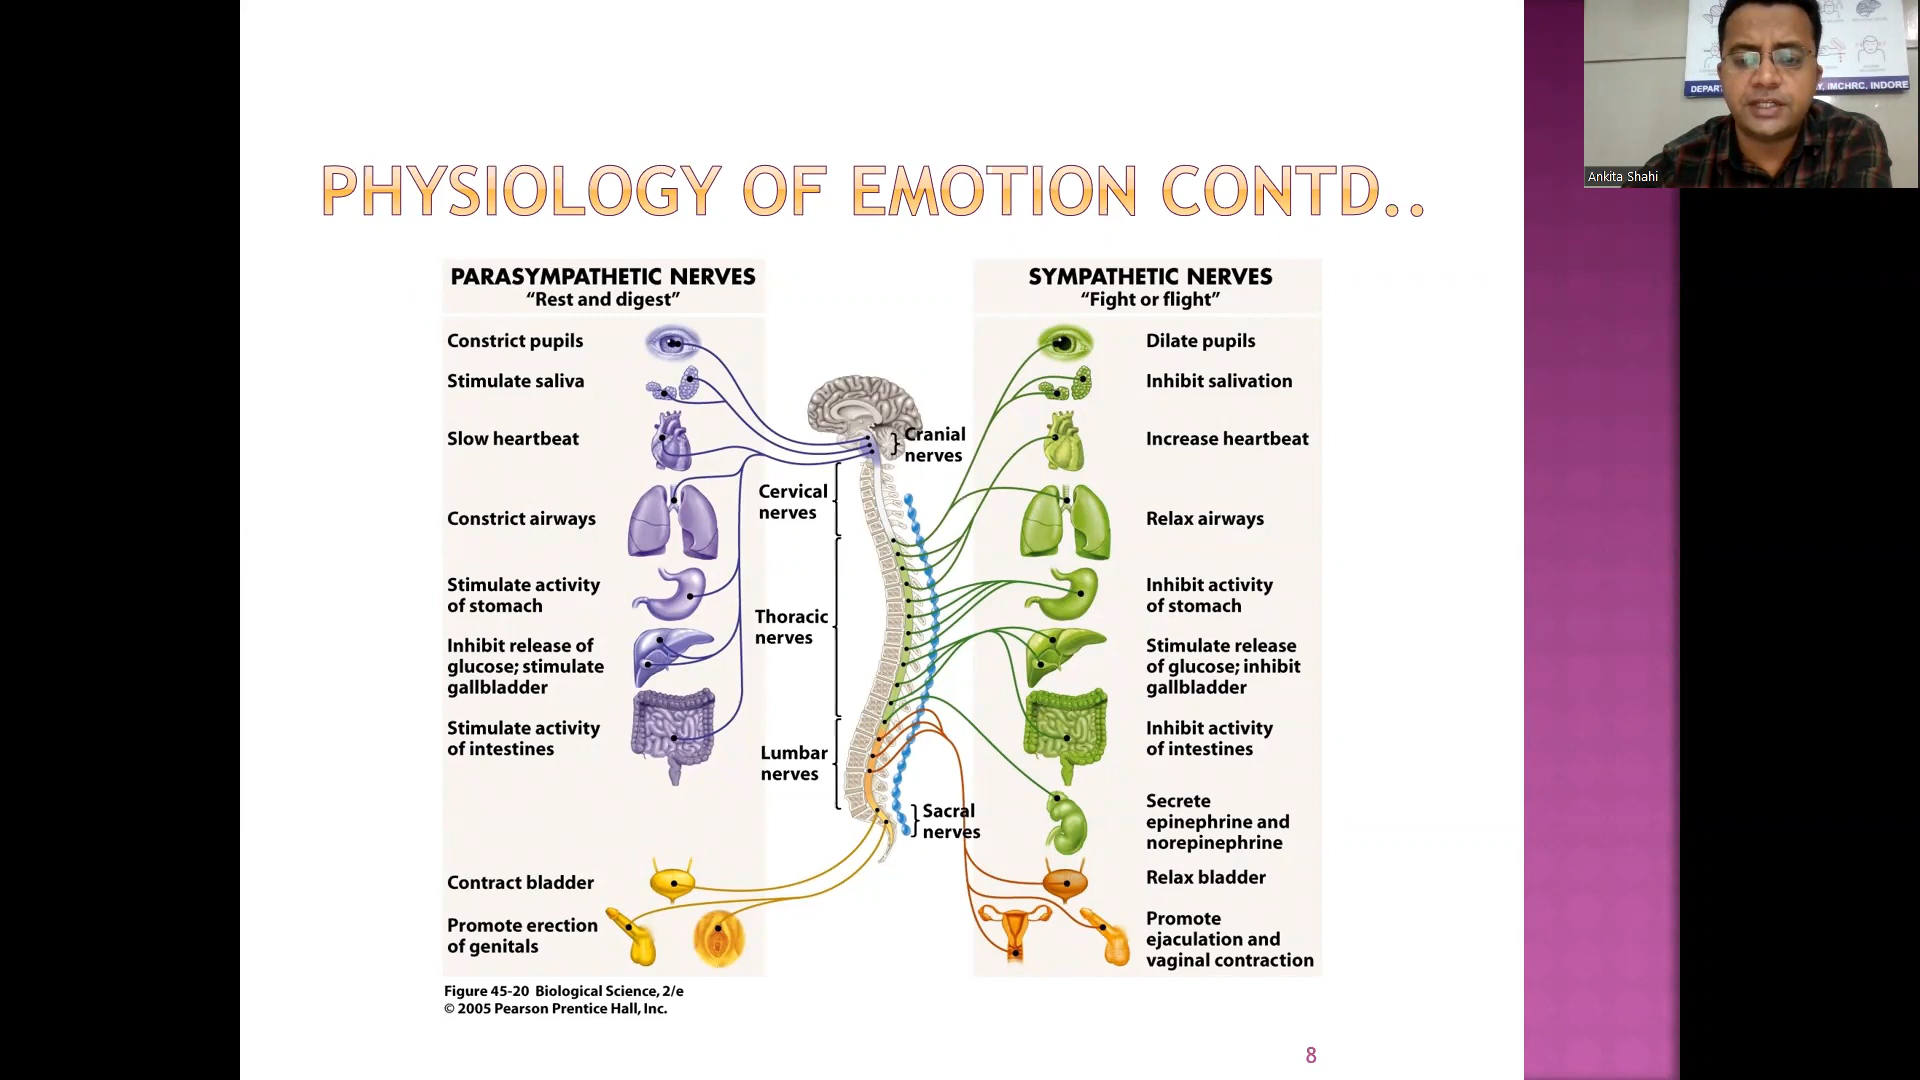 PHYSIOLOGY OF EMOTION CONTD..
PARASYMPATHETIC NERVES
“Rest and digest”
Constrict pupils
Stimulate saliva
Slow heartbeat
Constrict airways
Stimulate activity
of stomach
Inhibit release of
glucose; stimulate
gallbladder
Stimulate activity
of intestines
Contract bladder
Promote erection
of genitals
Cranial
nerves
Cervical
nerves
Thoracic
nerves
Lumbar
nerves
Sacral
nerves
SYMPATHETIC NERVES
“Fight or flight”
Dilate pupils
Inhibit salivation
Increase heartbeat
Relax airways
Inhibit activity
of stomach
Stimulate release
of glucose; inhibit
gallbladder
Inhibit activity
of intestines
Secrete
epinephrine and
norepinephrine
Relax bladder
Promote
ejaculation and
vaginal contraction
Figure 45-20 Biological Science, 2/e
© 2005 Pearson Prentice Hall, Inc.
8
DEPAR
Y, IMCHRC, INDORE
Ankita Shahi